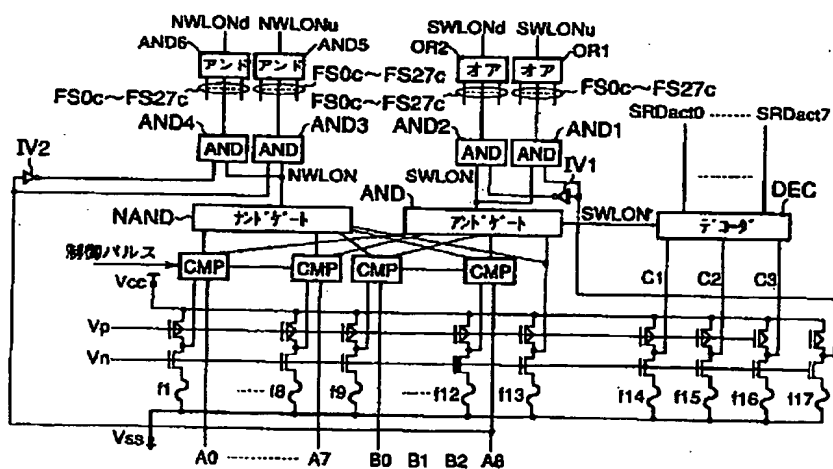 NWLONd NWLONu SWLONd SWLONu
AND6 アンド アンド AND5 OR2 オア オア OR1
FS0c～FS27c FS0c～FS27c FS0c～FS27c
SRDact0 ------ SRDact7
AND4 AND3 AND2 AND1
IV2 AND AND AND AND IV1
NWLON SWLON
NAND ナンドゲート AND アンドゲート SWLON' デコーダ DEC
制御パルス CMP CMP CMP CMP
C1 C2 C3
Vcc
Vp
Vn
f1 ------ f8 f9 ------ f12 f13 f14 f15 f16 f17
Vss
A0 ------ A7 B0 B1 B2 A8